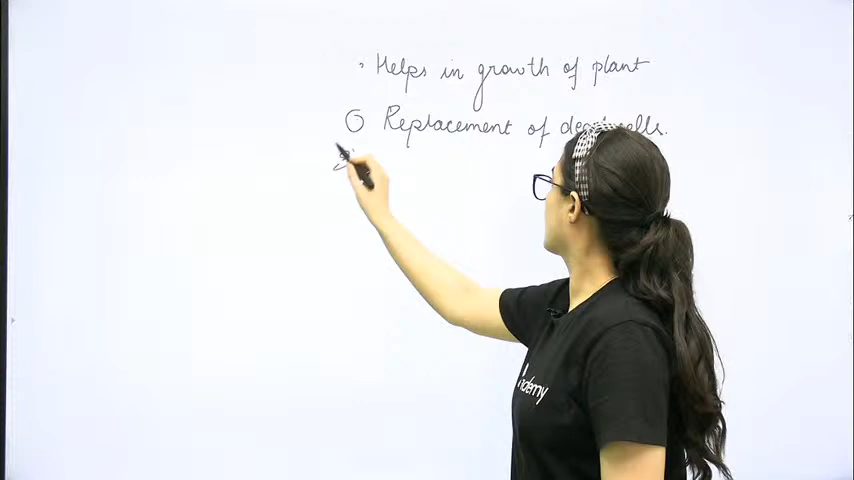 Helps in growth of plant
Replacement of dead cells.